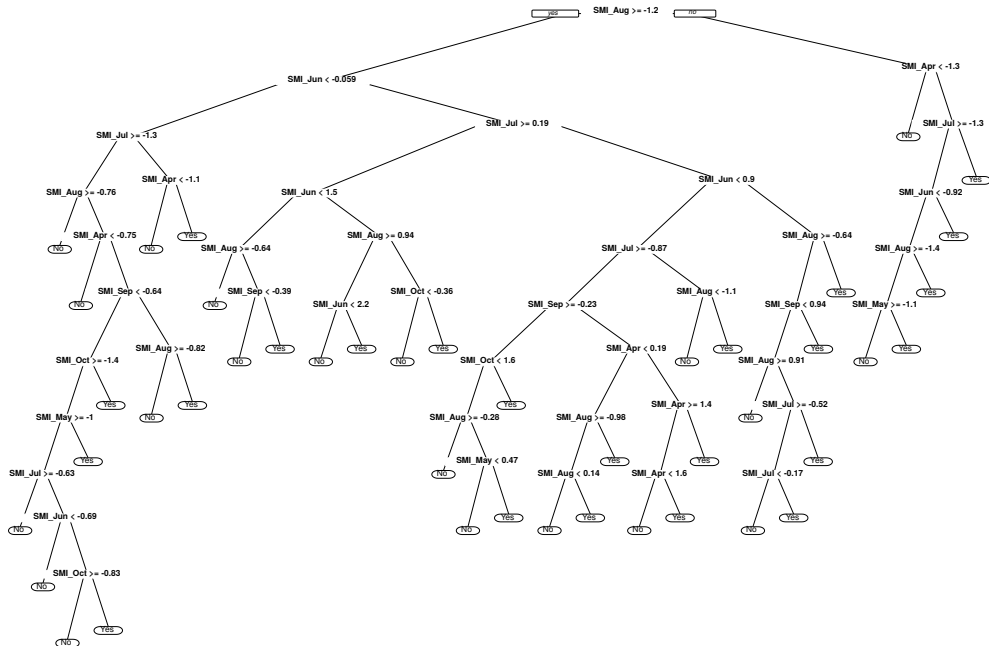 yes SMI_Aug >= -1.2 no
SMI_Apr < -1.3
SMI_Jun < -0.059
SMI_Jul >= 0.19
SMI_Jul >= -1.3
SMI_Jul >= -1.3
No
SMI_Apr < -1.1
SMI_Jun < 0.9
Yes
SMI_Aug >= -0.76
SMI_Jun < 1.5
SMI_Jun < -0.92
SMI_Apr < -0.75
Yes
SMI_Aug >= 0.94
SMI_Aug >= -0.64
Yes
No
No
SMI_Aug >= -0.64
SMI_Jul >= -0.87
SMI_Aug >= -1.4
SMI_Sep < -0.64
SMI_Sep < -0.39
SMI_Oct < -0.36
SMI_Aug < -1.1
Yes
Yes
No
No
SMI_Jun < 2.2
SMI_Sep >= -0.23
SMI_Sep < 0.94
SMI_May >= -1.1
SMI_Aug >= -0.82
SMI_Apr < 0.19
Yes
Yes
SMI_Oct >= -1.4
No
Yes
No
Yes
No
Yes
SMI_Oct < 1.6
No
Yes
SMI_Aug >= 0.91
No
Yes
Yes
No
Yes
Yes
SMI_Apr >= 1.4
SMI_Jul >= -0.52
SMI_May >= -1
SMI_Aug >= -0.28
SMI_Aug >= -0.98
No
Yes
SMI_May < 0.47
Yes
Yes
Yes
SMI_Jul >= -0.63
No
SMI_Aug < 0.14
SMI_Apr < 1.6
SMI_Jul < -0.17
SMI_Jun < -0.69
Yes
Yes
Yes
Yes
No
No
No
No
No
SMI_Oct >= -0.83
No
Yes
No